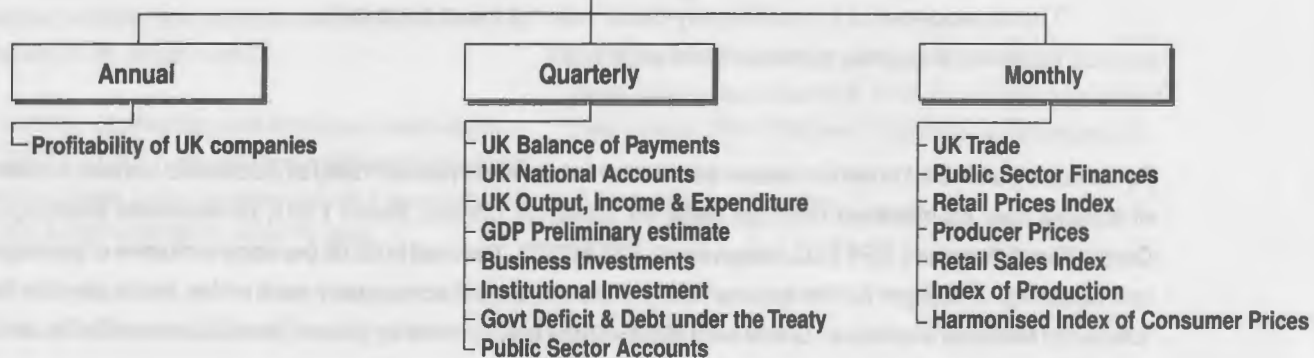 Annual
Profitability of UK companies
Quarterly
UK Balance of Payments
UK National Accounts
UK Output, Income & Expenditure
GDP Preliminary estimate
Business Investments
Institutional Investment
Govt Deficit & Debt under the Treaty
Public Sector Accounts
Monthly
UK Trade
Public Sector Finances
Retail Prices Index
Producer Prices
Retail Sales Index
Index of Production
Harmonised Index of Consumer Prices